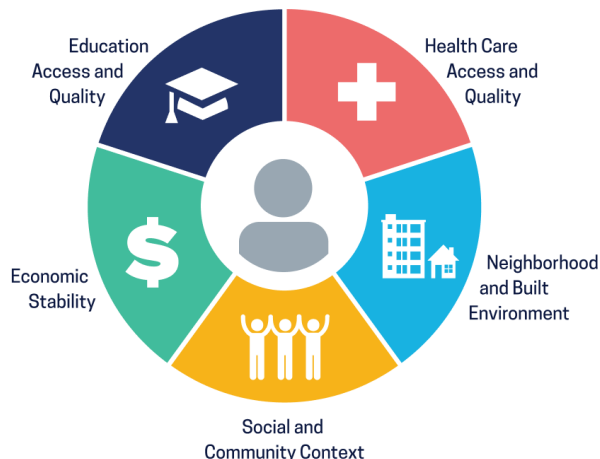 Education
Access and
Quality
Health Care
Access and
Quality
$
Economic
Stability
Neighborhood
and Built
Environment
Social and
Community Context